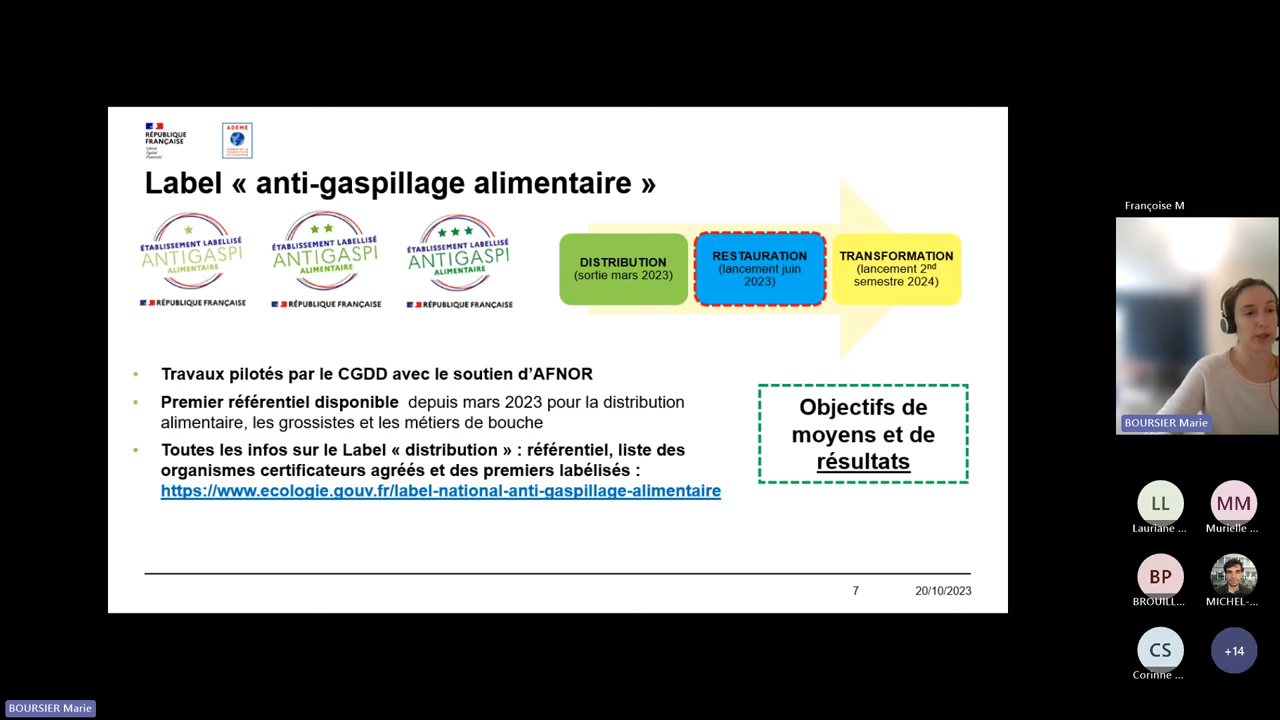 RÉPUBLIQUE
FRANÇAISE
Liberté
Égalité
Fraternité
ADEME
Label « anti-gaspillage alimentaire »
ÉTABLISSEMENT LABELLISÉ
ANTIGASPI
ALIMENTAIRE
RÉPUBLIQUE FRANÇAISE
ÉTABLISSEMENT LABELLISÉ
ANTIGASPI
ALIMENTAIRE
RÉPUBLIQUE FRANÇAISE
ÉTABLISSEMENT LABELLISÉ
ANTIGASPI
ALIMENTAIRE
RÉPUBLIQUE FRANÇAISE
DISTRIBUTION
(sortie mars 2023)
RESTAURATION
(lancement juin
2023)
TRANSFORMATION
(lancement 2nd
semestre 2024)
• Travaux pilotés par le CGDD avec le soutien d’AFNOR
• Premier référentiel disponible depuis mars 2023 pour la distribution
alimentaire, les grossistes et les métiers de bouche
• Toutes les infos sur le Label « distribution » : référentiel, liste des
organismes certificateurs agréés et des premiers labélisés :
https://www.ecologie.gouv.fr/label-national-anti-gaspillage-alimentaire
Objectifs de
moyens et de
résultats
7
20/10/2023
Françoise M
BOURSIER Marie
LL
Lauriane ...
MM
Murielle ...
BP
BROUILL...
MICHEL-...
CS
Corinne ...
+14
BOURSIER Marie